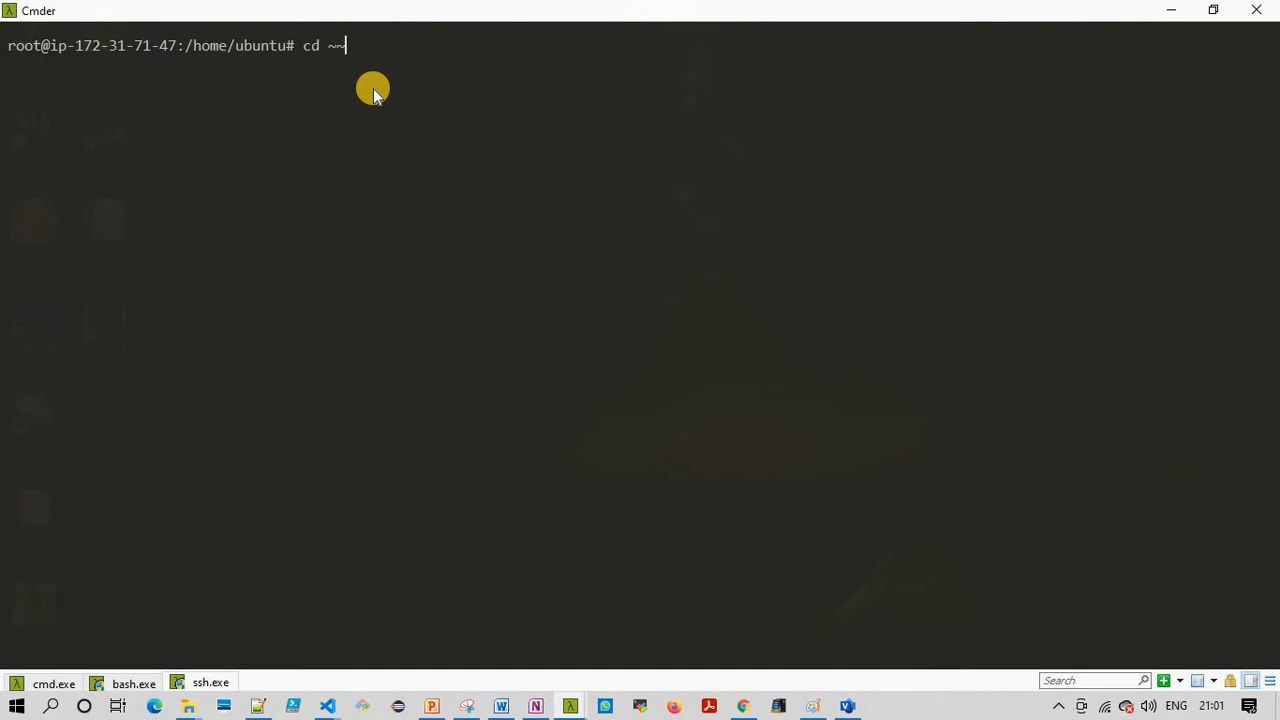 Cmder
root@ip-172-31-71-47:/home/ubuntu# cd ~~
cmd.exe
bash.exe
ssh.exe
Search
ENG
21:01